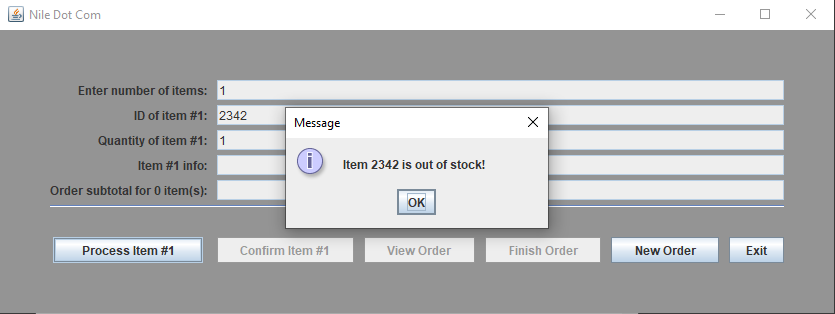 Nile Dot Com
Enter number of items: 1
ID of item #1: 2342
Quantity of item #1: 1
Item #1 info:
Order subtotal for 0 item(s):
Message
i
Item 2342 is out of stock!
OK
Process Item #1 Confirm Item #1 View Order Finish Order New Order Exit